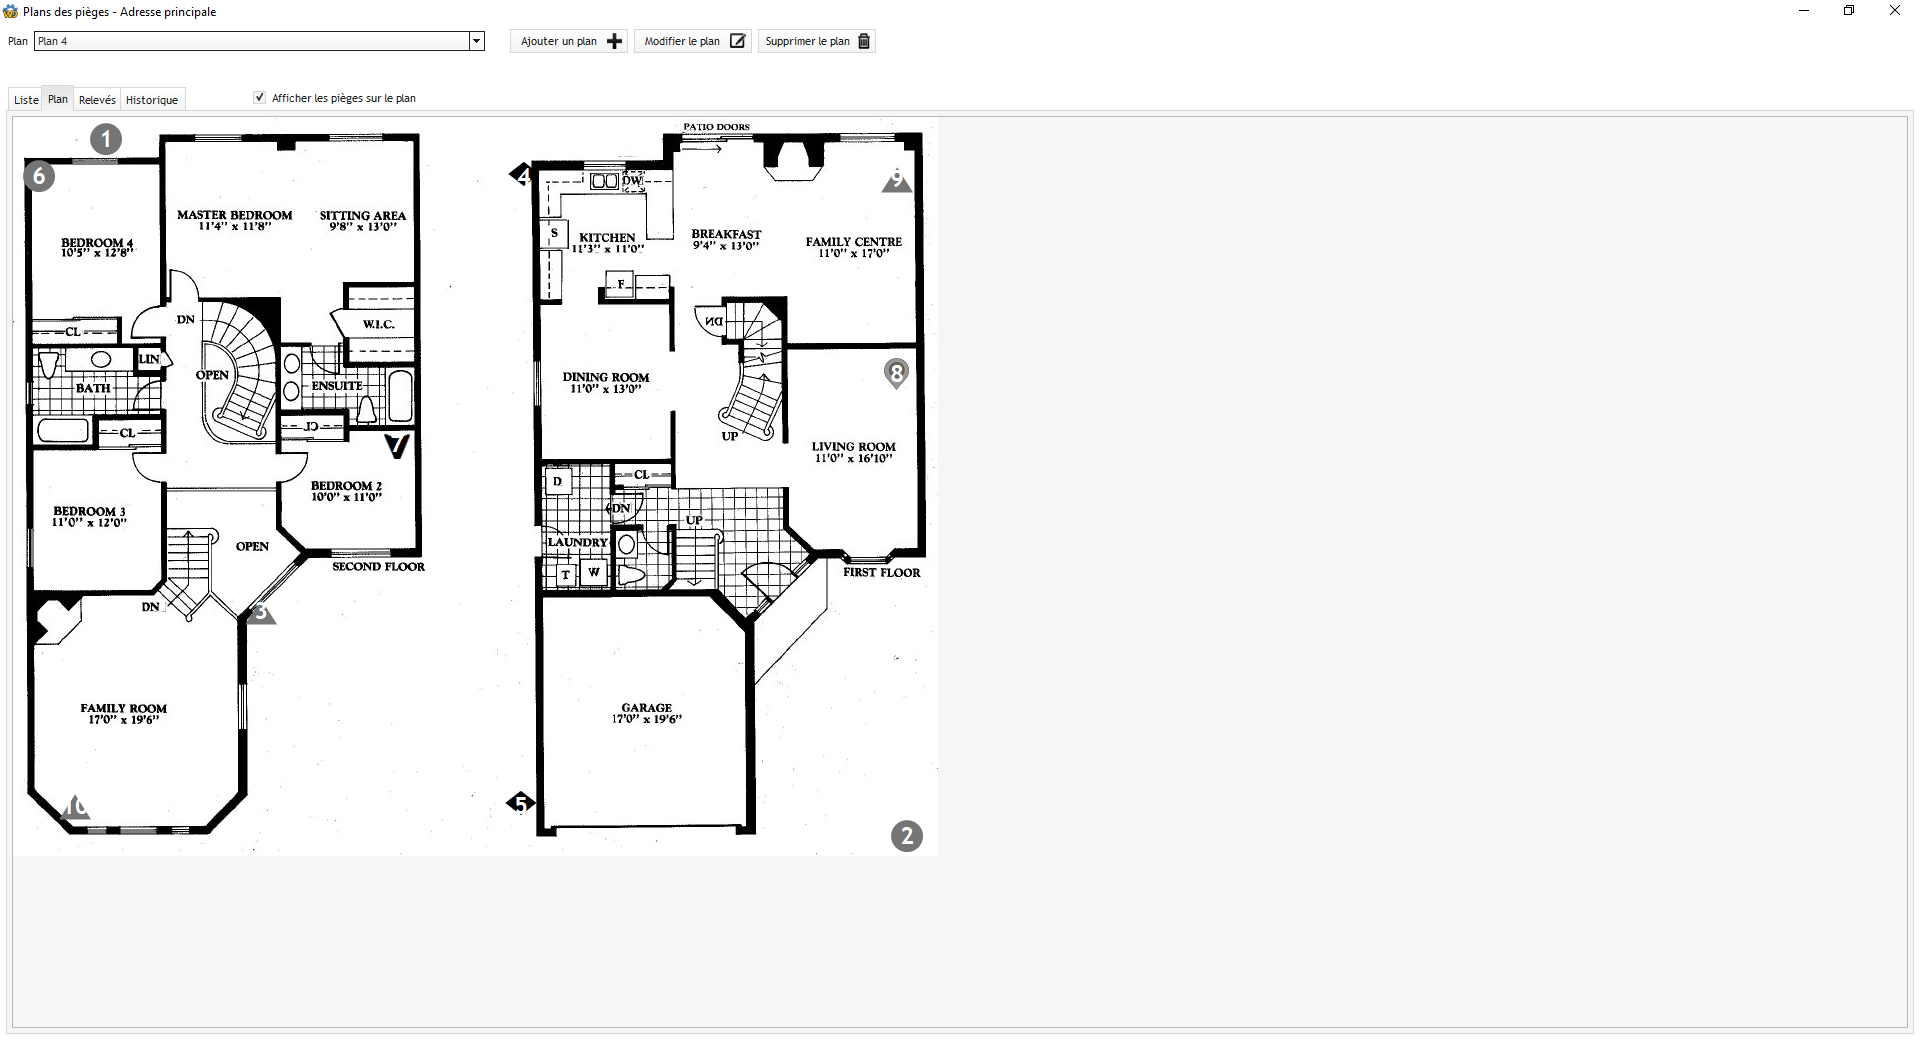 Plans des pièges - Adresse principale
Plan
Plan 4
Ajouter un plan
Modifier le plan
Supprimer le plan
Liste
Plan
Relevés
Historique
Afficher les pièges sur le plan
1
6
BEDROOM 4
10'5" x 12'8"
MASTER BEDROOM
11'4" x 11'8"
SITTING AREA
9'8" x 13'0"
CL
DN
LIN
OPEN
W.I.C.
BATH
ENSUITE
CL
CL
7
BEDROOM 3
11'0" x 12'0"
BEDROOM 2
10'0" x 11'0"
OPEN
SECOND FLOOR
DN
3
FAMILY ROOM
17'0" x 19'6"
10
PATIO DOORS
4
DW
9
S
KITCHEN
11'3" x 11'0"
BREAKFAST
9'4" x 13'0"
FAMILY CENTRE
11'0" x 17'0"
F
DN
DINING ROOM
11'0" x 13'0"
8
UP
LIVING ROOM
11'0" x 16'10"
D
CL
DN
UP
LAUNDRY
T
W
FIRST FLOOR
GARAGE
17'0" x 19'6"
5
2